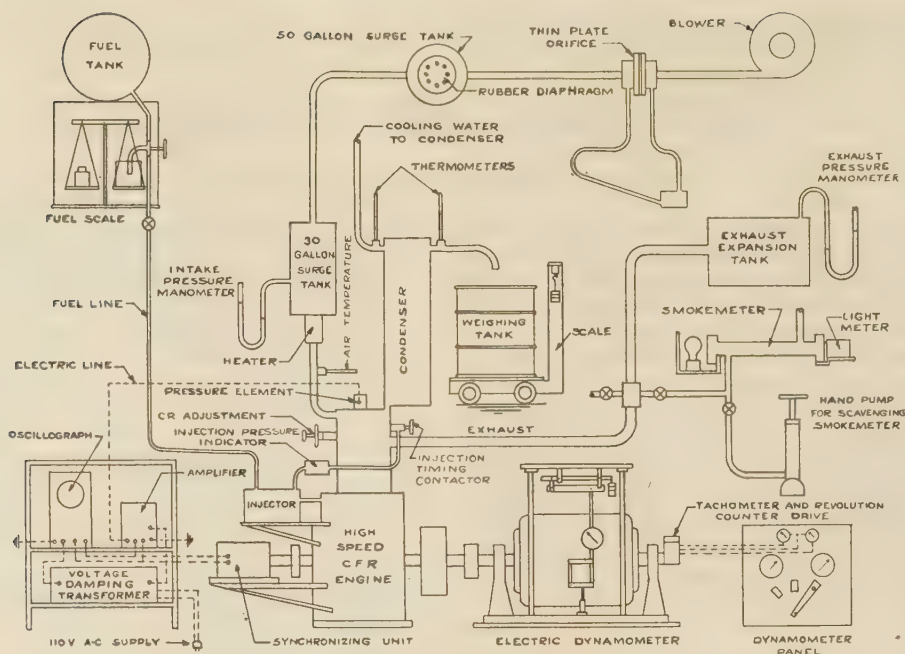 FUEL
TANK
50 GALLON SURGE TANK
THIN PLATE
ORIFICE
BLOWER
RUBBER DIAPHRAGM
COOLING WATER
TO CONDENSER
THERMOMETERS
EXHAUST
PRESSURE
MANOMETER
FUEL SCALE
30
GALLON
SURGE
TANK
EXHAUST
EXPANSION
TANK
INTAKE
PRESSURE
MANOMETER
AIR TEMPERATURE
CONDENSER
FUEL LINE
WEIGHING
TANK
SCALE
SMOKEMETER
LIGHT
METER
HEATER
ELECTRIC LINE
PRESSURE ELEMENT
HAND PUMP
FOR SCAVENGING
SMOKEMETER
CR ADJUSTMENT
INJECTION PRESSURE
INDICATOR
EXHAUST
INJECTION
TIMING
CONTACTOR
OSCILLOGRAPH
AMPLIFIER
INJECTOR
TACHOMETER AND REVOLUTION
COUNTER DRIVE
HIGH
SPEED
CFR
ENGINE
VOLTAGE
DAMPING
TRANSFORMER
110V A-C SUPPLY
SYNCHRONIZING UNIT
ELECTRIC DYNAMOMETER
DYNAMOMETER
PANEL